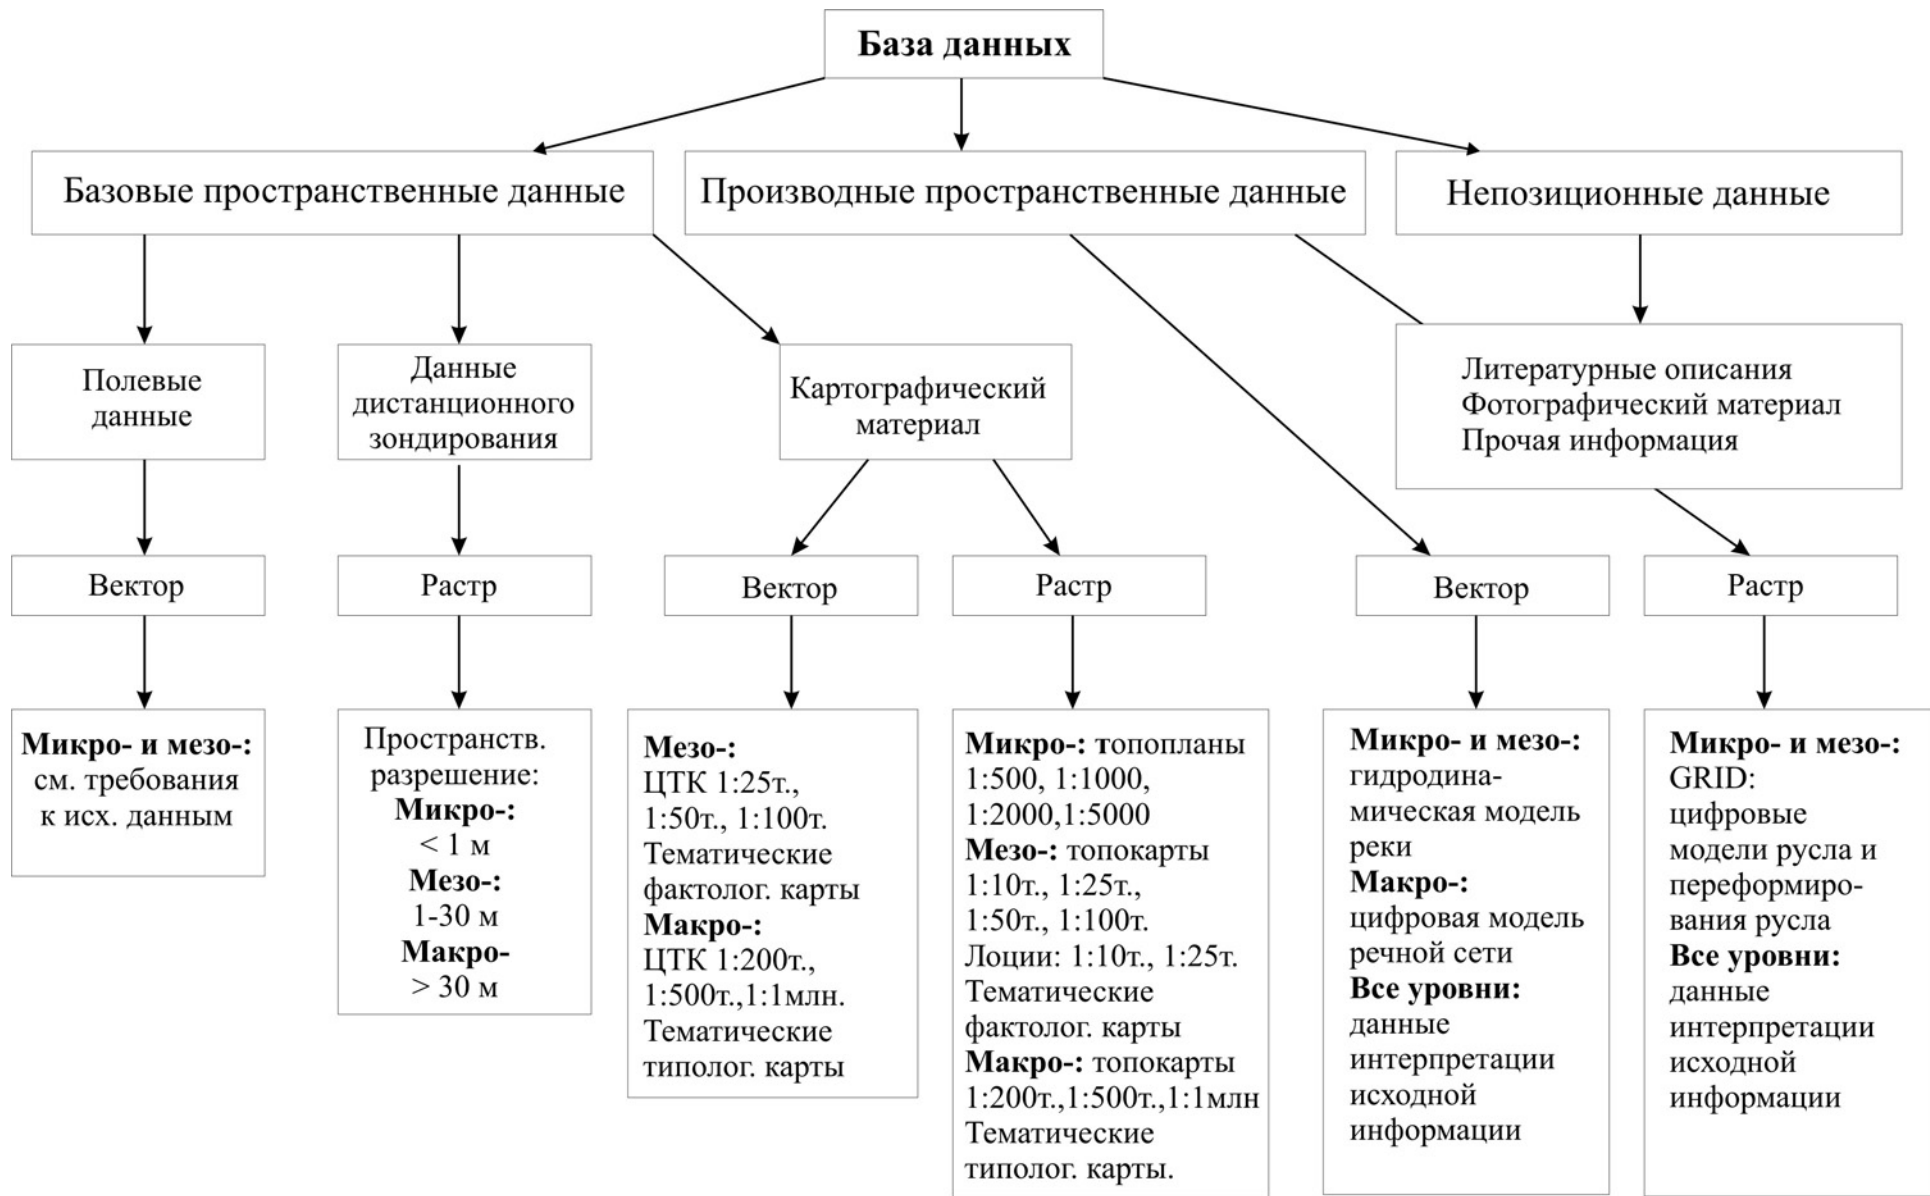 База данных
Базовые пространственные данные
Производные пространственные данные
Непозиционные данные
Полевые
данные
Данные
дистанционного
зондирования
Картографический
материал
Литературные описания
Фотографический материал
Прочая информация
Вектор
Растр
Вектор
Растр
Вектор
Растр
Микро- и мезо-:
см. требования
к исх. данным
Пространств.
разрешение:
Микро-:
< 1 м
Мезо-:
1-30 м
Макро-
> 30 м
Мезо-:
ЦТК 1:25т.,
1:50т., 1:100т.
Тематические
фактолог. карты
Макро-:
ЦТК 1:200т.,
1:500т.,1:1млн.
Тематические
типолог. карты
Микро-: топопланы
1:500, 1:1000,
1:2000,1:5000
Мезо-: топокарты
1:10т., 1:25т.,
1:50т., 1:100т.
Лоции: 1:10т., 1:25т.
Тематические
фактолог. карты
Макро-: топокарты
1:200т.,1:500т.,1:1млн
Тематические
типолог. карты.
Микро- и мезо-:
гидродина-
мическая модель
реки
Макро-:
цифровая модель
речной сети
Все уровни:
данные
интерпретации
исходной
информации
Микро- и мезо-:
GRID:
цифровые
модели русла и
переформиро-
вания русла
Все уровни:
данные
интерпретации
исходной
информации